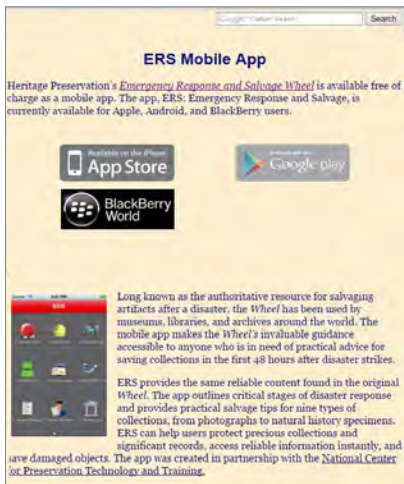 Google Custom Search
Search
ERS Mobile App
Heritage Preservation's Emergency Response and Salvage Wheel is available free of
charge as a mobile app. The app, ERS: Emergency Response and Salvage, is
currently available for Apple, Android, and BlackBerry users.
Available on the iPhone
App Store
Google play
BlackBerry
World
ERS
Long known as the authoritative resource for salvaging
artifacts after a disaster, the Wheel has been used by
museums, libraries, and archives around the world. The
mobile app makes the Wheel's invaluable guidance
accessible to anyone who is in need of practical advice for
saving collections in the first 48 hours after disaster strikes.
ERS provides the same reliable content found in the original
Wheel. The app outlines critical stages of disaster response
and provides practical salvage tips for nine types of
collections, from photographs to natural history specimens.
ERS can help users protect precious collections and
significant records, access reliable information instantly, and
save damaged objects. The app was created in partnership with the National Center
for Preservation Technology and Training.